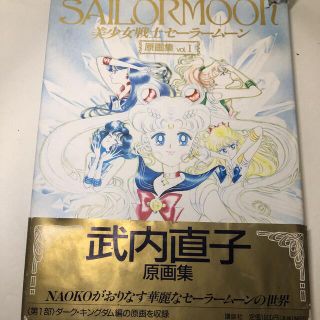 SAILORMOON
美少女戦士セーラームーン
原画集 VOL I
武内直子
原画集
NAOKOがおりなす華麗なセーラームーンの世界
《第1部》ダーク・キングダム編の原画を収録
講談社